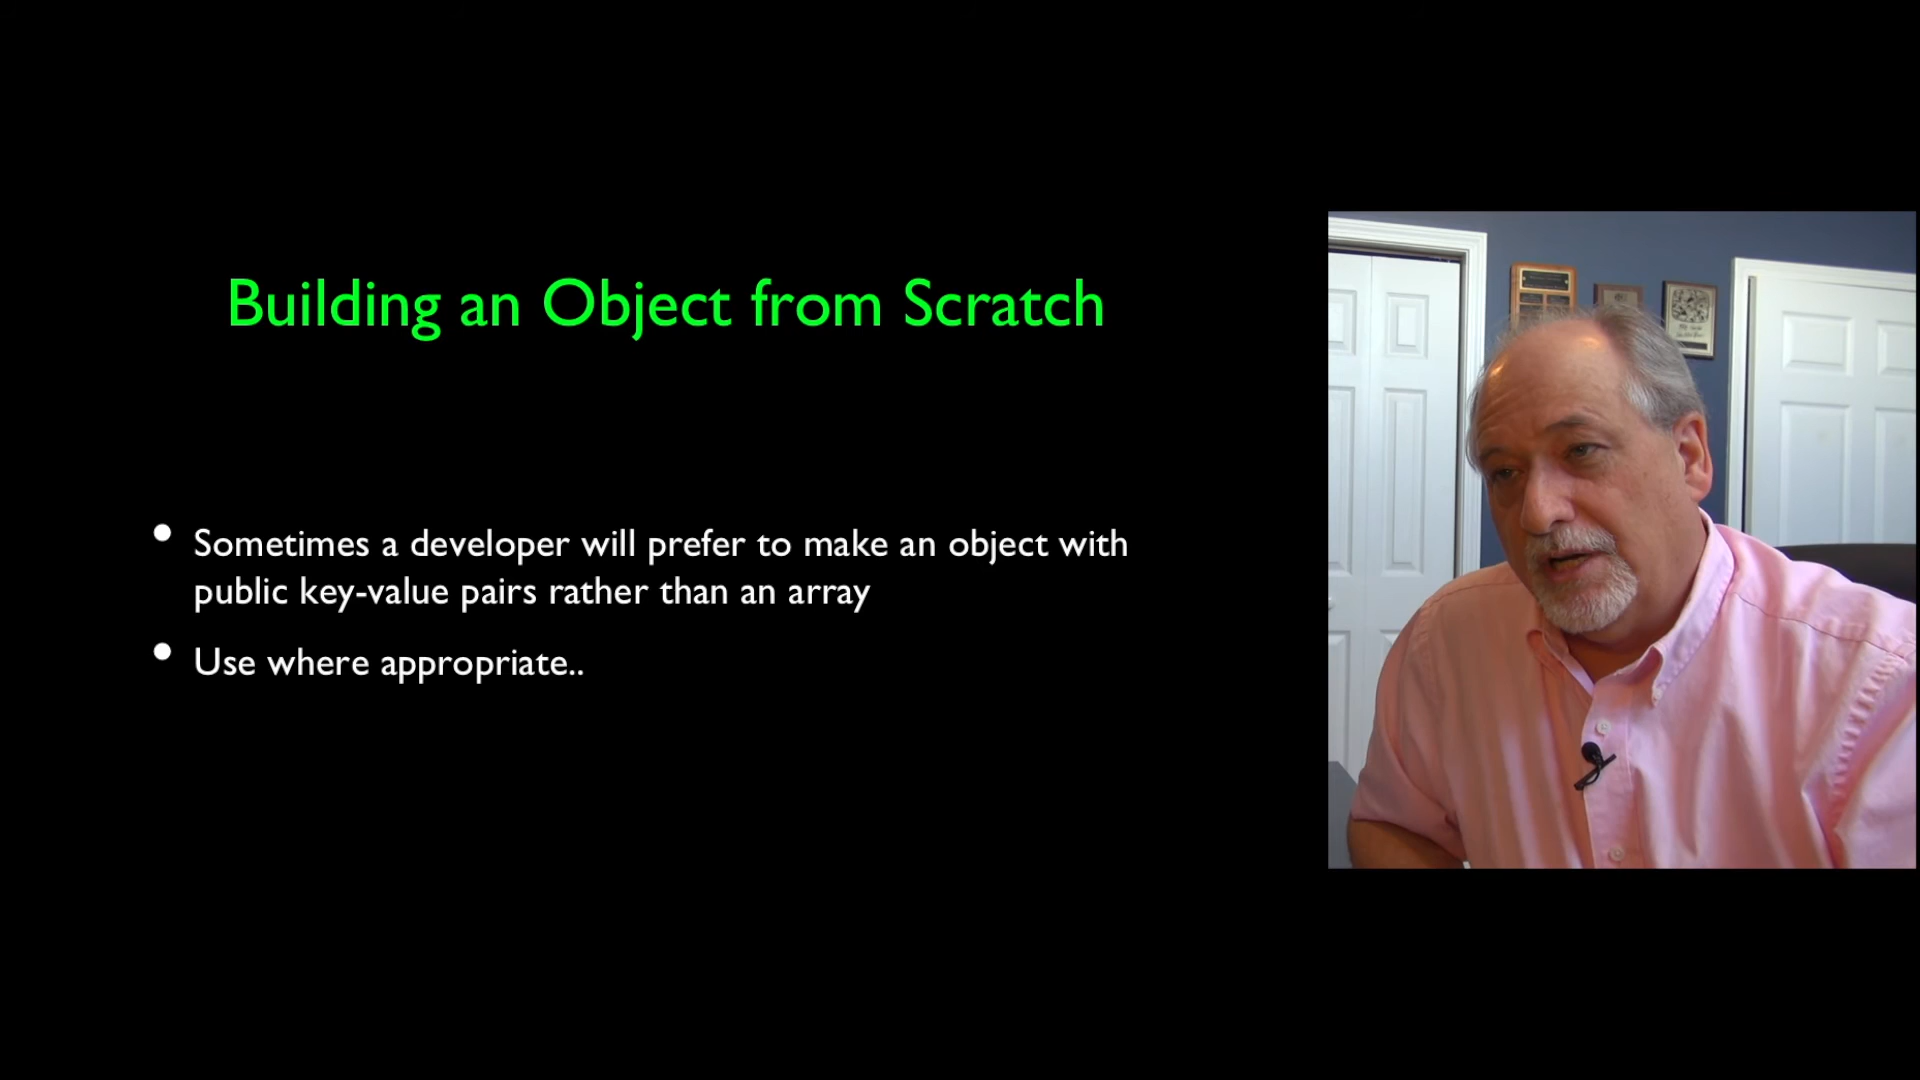 Building an Object from Scratch
• Sometimes a developer will prefer to make an object with
public key-value pairs rather than an array
• Use where appropriate..